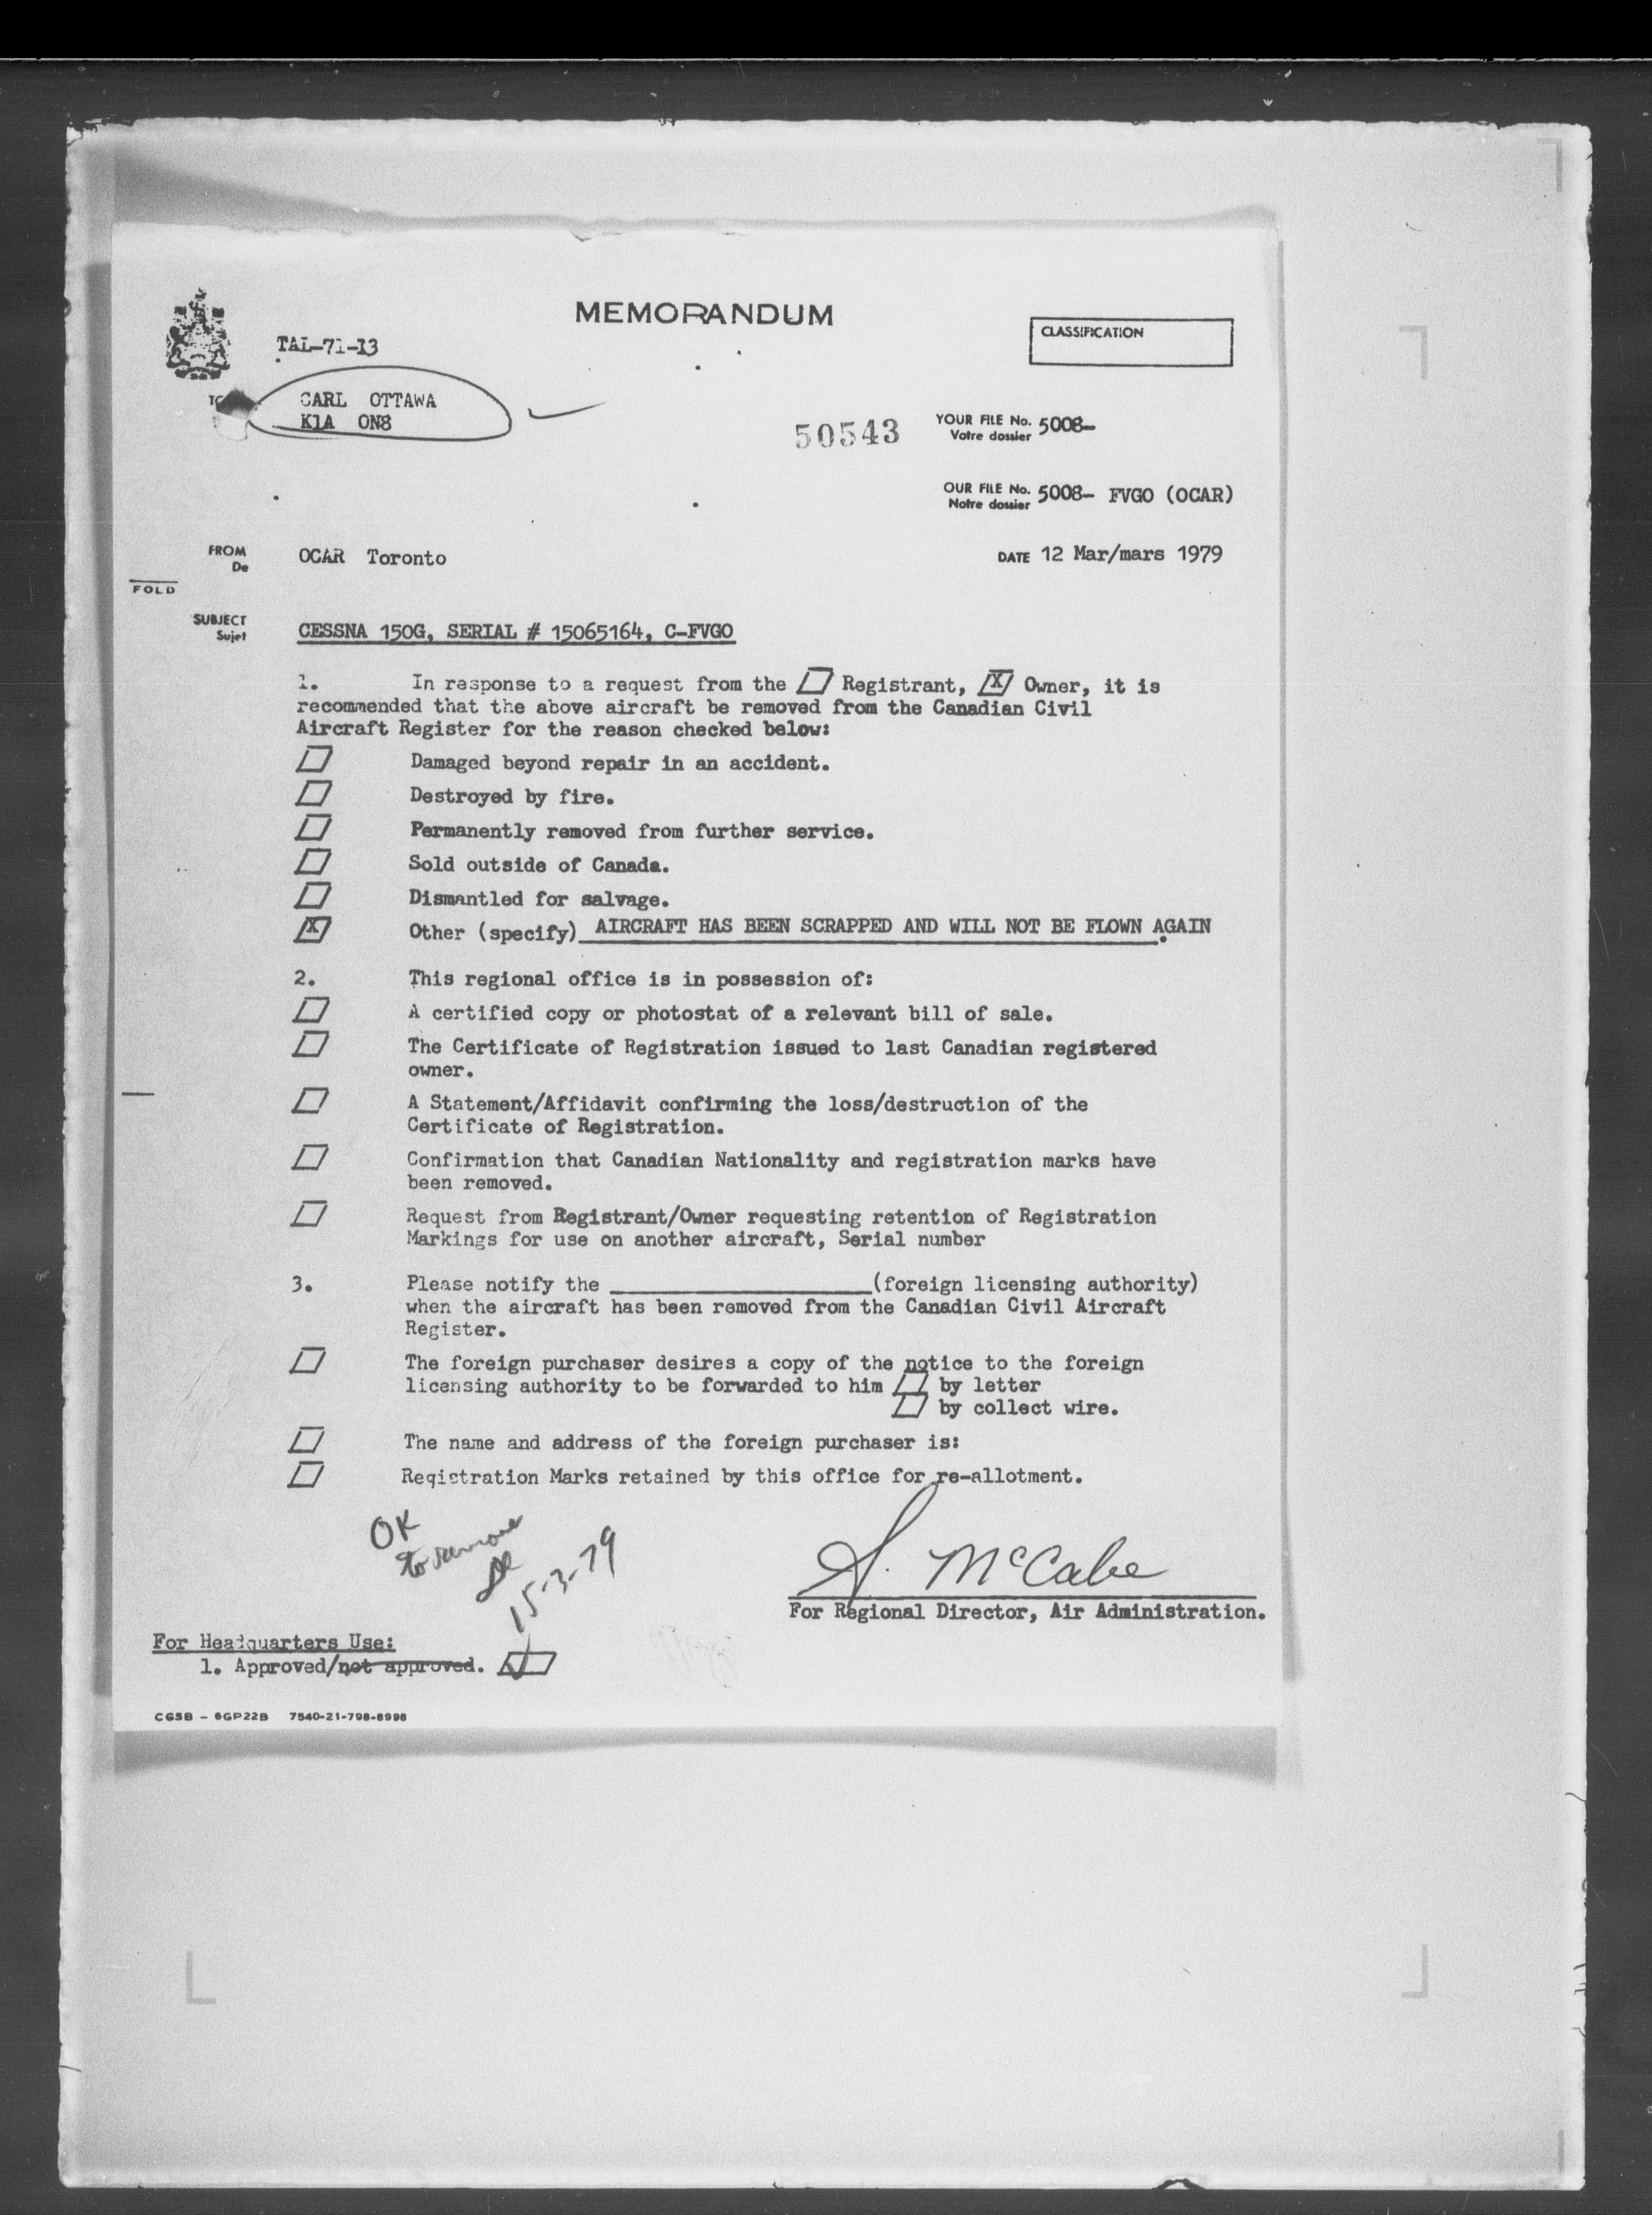 MEMORANDUM
CLASSIFICATION
TAL-71-13
TO
CARL OTTAWA
K1A ON8
50543
YOUR FILE No. 5008-
Votre dossier
OUR FILE No. 5008- FVGO (OCAR)
Notre dossier
FROM
De
OCAR Toronto
DATE 12 Mar/mars 1979
FOLD
SUBJECT
Sujet
CESSNA 150G, SERIAL # 15065164, C-FVGO
1. In response to a request from the Registrant, X Owner, it is
recommended that the above aircraft be removed from the Canadian Civil
Aircraft Register for the reason checked below:
Damaged beyond repair in an accident.
Destroyed by fire.
Permanently removed from further service.
Sold outside of Canada.
Dismantled for salvage.
X Other (specify) AIRCRAFT HAS BEEN SCRAPPED AND WILL NOT BE FLOWN AGAIN.
2. This regional office is in possession of:
A certified copy or photostat of a relevant bill of sale.
The Certificate of Registration issued to last Canadian registered
owner.
A Statement/Affidavit confirming the loss/destruction of the
Certificate of Registration.
Confirmation that Canadian Nationality and registration marks have
been removed.
Request from Registrant/Owner requesting retention of Registration
Markings for use on another aircraft, Serial number
3. Please notify the (foreign licensing authority)
when the aircraft has been removed from the Canadian Civil Aircraft
Register.
The foreign purchaser desires a copy of the notice to the foreign
licensing authority to be forwarded to him by letter
by collect wire.
The name and address of the foreign purchaser is:
Registration Marks retained by this office for re-allotment.
OK
to remove
15-3-79
S. McCabe
For Regional Director, Air Administration.
For Headquarters Use:
1. Approved/not approved.
CGSB - 6GP22B 7540-21-798-8998